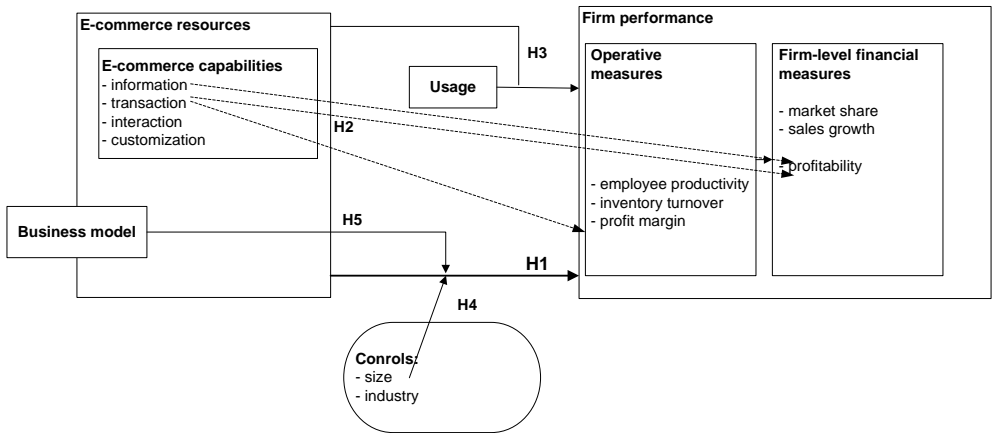 E-commerce resources
E-commerce capabilities
- information
- transaction
- interaction
- customization
Business model
H5
H2
Usage
H3
H1
H4
Conrols:
- size
- industry
Firm performance
Operative
measures
- employee productivity
- inventory turnover
- profit margin
Firm-level financial
measures
- market share
- sales growth
- profitability